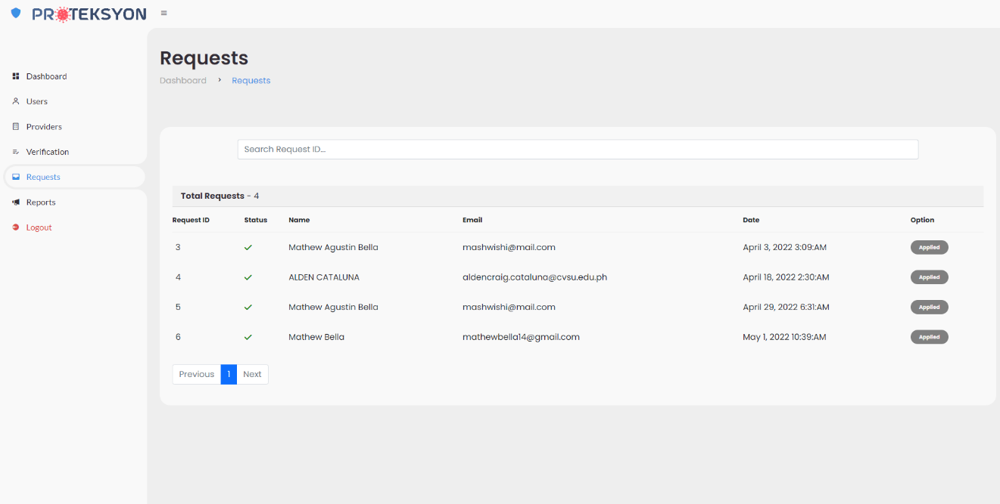 PROTEKSYON
Requests
Dashboard > Requests
Dashboard
Users
Providers
Verification
Requests
Reports
Logout
Search Request ID...
Total Requests - 4
Request ID Status Name Email Date Option
3 ✓ Mathew Agustin Bella mashwishi@mail.com April 3, 2022 3:09:AM Applied
4 ✓ ALDEN CATALUNA aldencraig.cataluna@cvsu.edu.ph April 18, 2022 2:30:AM Applied
5 ✓ Mathew Agustin Bella mashwishi@mail.com April 29, 2022 6:31:AM Applied
6 ✓ Mathew Bella mathewbella14@gmail.com May 1, 2022 10:39:AM Applied
Previous 1 Next